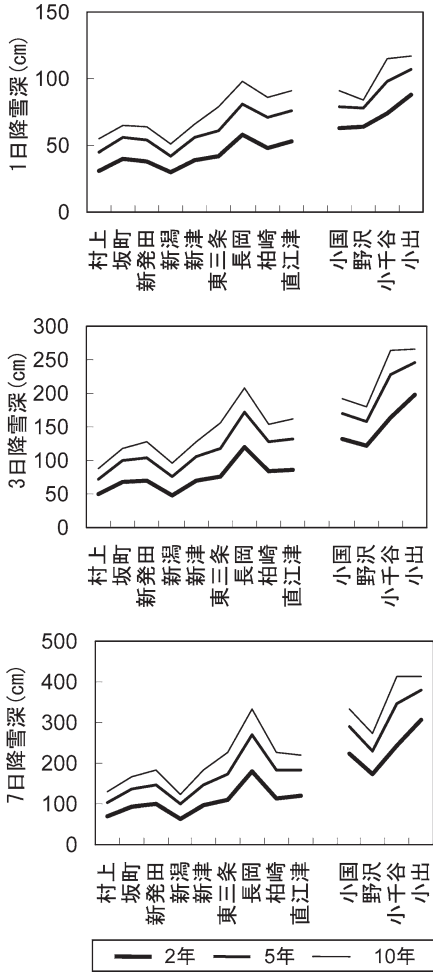 1日降雪深(cm)
150
100
50
0
村上
坂町
新発田
新潟
新津
東三条
長岡
柏崎
直江津
小国
野沢
小千谷
小出
3日降雪深(cm)
300
250
200
150
100
50
0
村上
坂町
新発田
新潟
新津
東三条
長岡
柏崎
直江津
小国
野沢
小千谷
小出
7日降雪深(cm)
500
400
300
200
100
0
村上
坂町
新発田
新潟
新津
東三条
長岡
柏崎
直江津
小国
野沢
小千谷
小出
2年 5年 10年